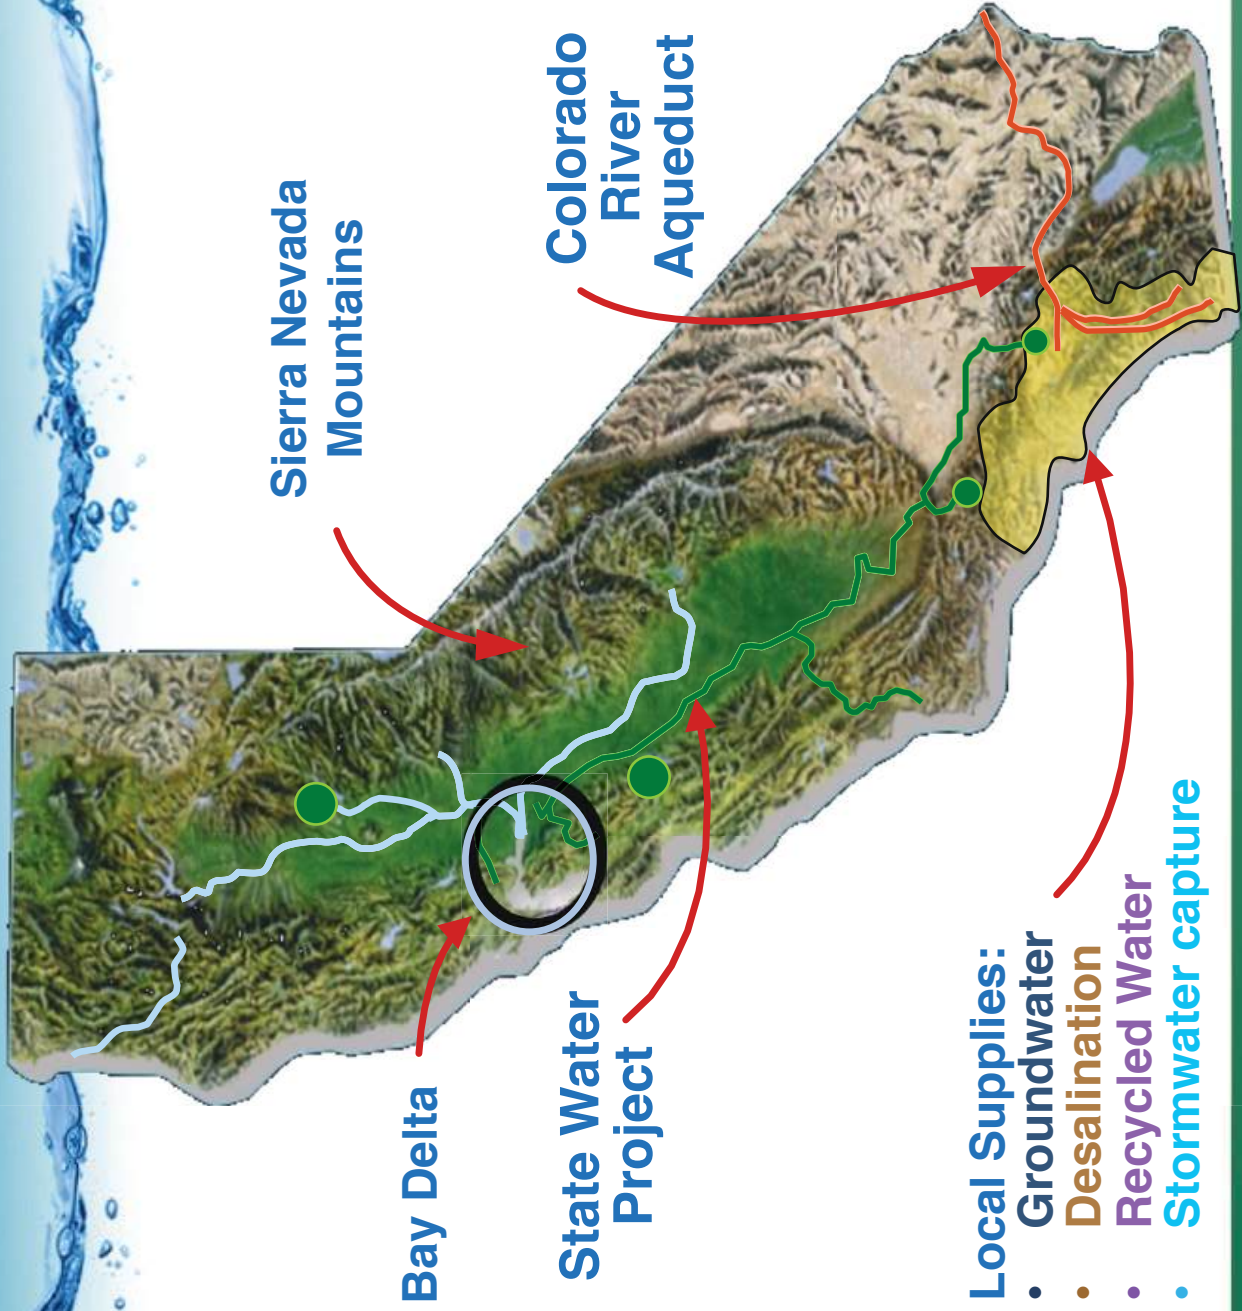 Sierra Nevada
Mountains
Colorado
River
Aqueduct
Bay Delta
State Water
Project
Local Supplies:
• Groundwater
• Desalination
• Recycled Water
• Stormwater capture